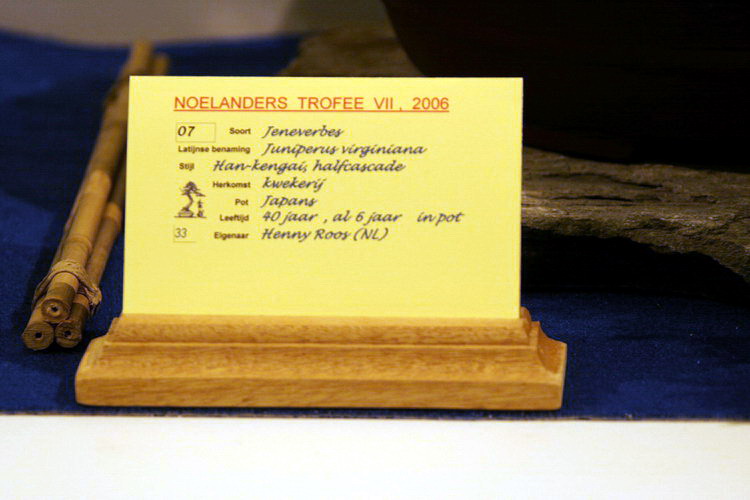 NOELANDERS TROFEE VII, 2006
07 Soort Jeneverbes
Latijnse benaming Juniperus virginiana
Stijl Han-kengai, halfcascade
Herkomst kwekerij
Pot Japans
Leeftijd 40 jaar, al 6 jaar in pot
33 Eigenaar Henny Roos (NL)